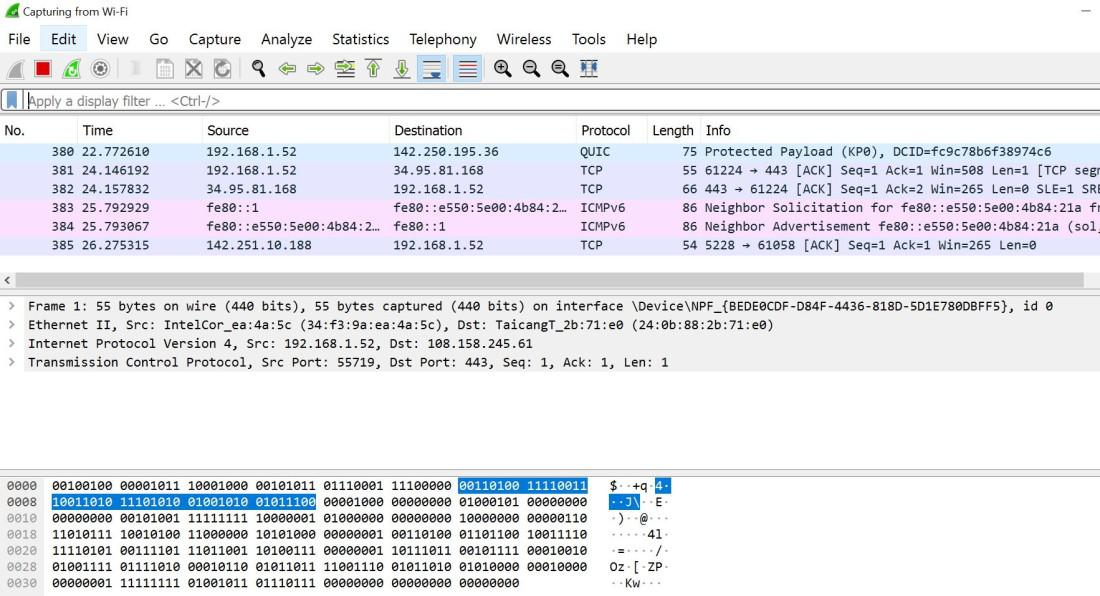 Capturing from Wi-Fi
File Edit View Go Capture Analyze Statistics Telephony Wireless Tools Help
Apply a display filter ... <Ctrl-/>
No. Time Source Destination Protocol Length Info
380 22.772610 192.168.1.52 142.250.195.36 QUIC 75 Protected Payload (KP0), DCID=fc9c78b6f38974c6
381 24.146192 192.168.1.52 34.95.81.168 TCP 55 61224 → 443 [ACK] Seq=1 Ack=1 Win=508 Len=1 [TCP segm
382 24.157832 34.95.81.168 192.168.1.52 TCP 66 443 → 61224 [ACK] Seq=1 Ack=2 Win=265 Len=0 SLE=1 SRE
383 25.792929 fe80::1 fe80::e550:5e00:4b84:2… ICMPv6 86 Neighbor Solicitation for fe80::e550:5e00:4b84:21a fr
384 25.793067 fe80::e550:5e00:4b84:2… fe80::1 ICMPv6 86 Neighbor Advertisement fe80::e550:5e00:4b84:21a (sol,
385 26.275315 142.251.10.188 192.168.1.52 TCP 54 5228 → 61058 [ACK] Seq=1 Ack=1 Win=265 Len=0
Frame 1: 55 bytes on wire (440 bits), 55 bytes captured (440 bits) on interface \Device\NPF_{BEDE0CDF-D84F-4436-818D-5D1E780DBFF5}, id 0
Ethernet II, Src: IntelCor_ea:4a:5c (34:f3:9a:ea:4a:5c), Dst: TaicangT_2b:71:e0 (24:0b:88:2b:71:e0)
Internet Protocol Version 4, Src: 192.168.1.52, Dst: 108.158.245.61
Transmission Control Protocol, Src Port: 55719, Dst Port: 443, Seq: 1, Ack: 1, Len: 1
0000 00100100 00001011 10001000 00101011 01110001 11100000 00110100 11110011 $··+q·4·
0008 10011010 11101010 01001010 01011100 00001000 00000000 01000101 00000000 ··J\··E·
0010 00000000 00101001 11111111 10000001 01000000 00000000 10000000 00000110 ·)··@···
0018 11010111 10010100 11000000 10101000 00000001 00110100 01101100 10011110 ·····4l·
0020 11110101 00111101 11011001 10100111 00000001 10111011 00101111 00010010 ·=····/·
0028 01001111 01111010 00010110 01011011 11001110 01011010 01010000 00010000 Oz·[·ZP·
0030 00000001 11111111 01001011 01110111 00000000 00000000 00000000 ··Kw···